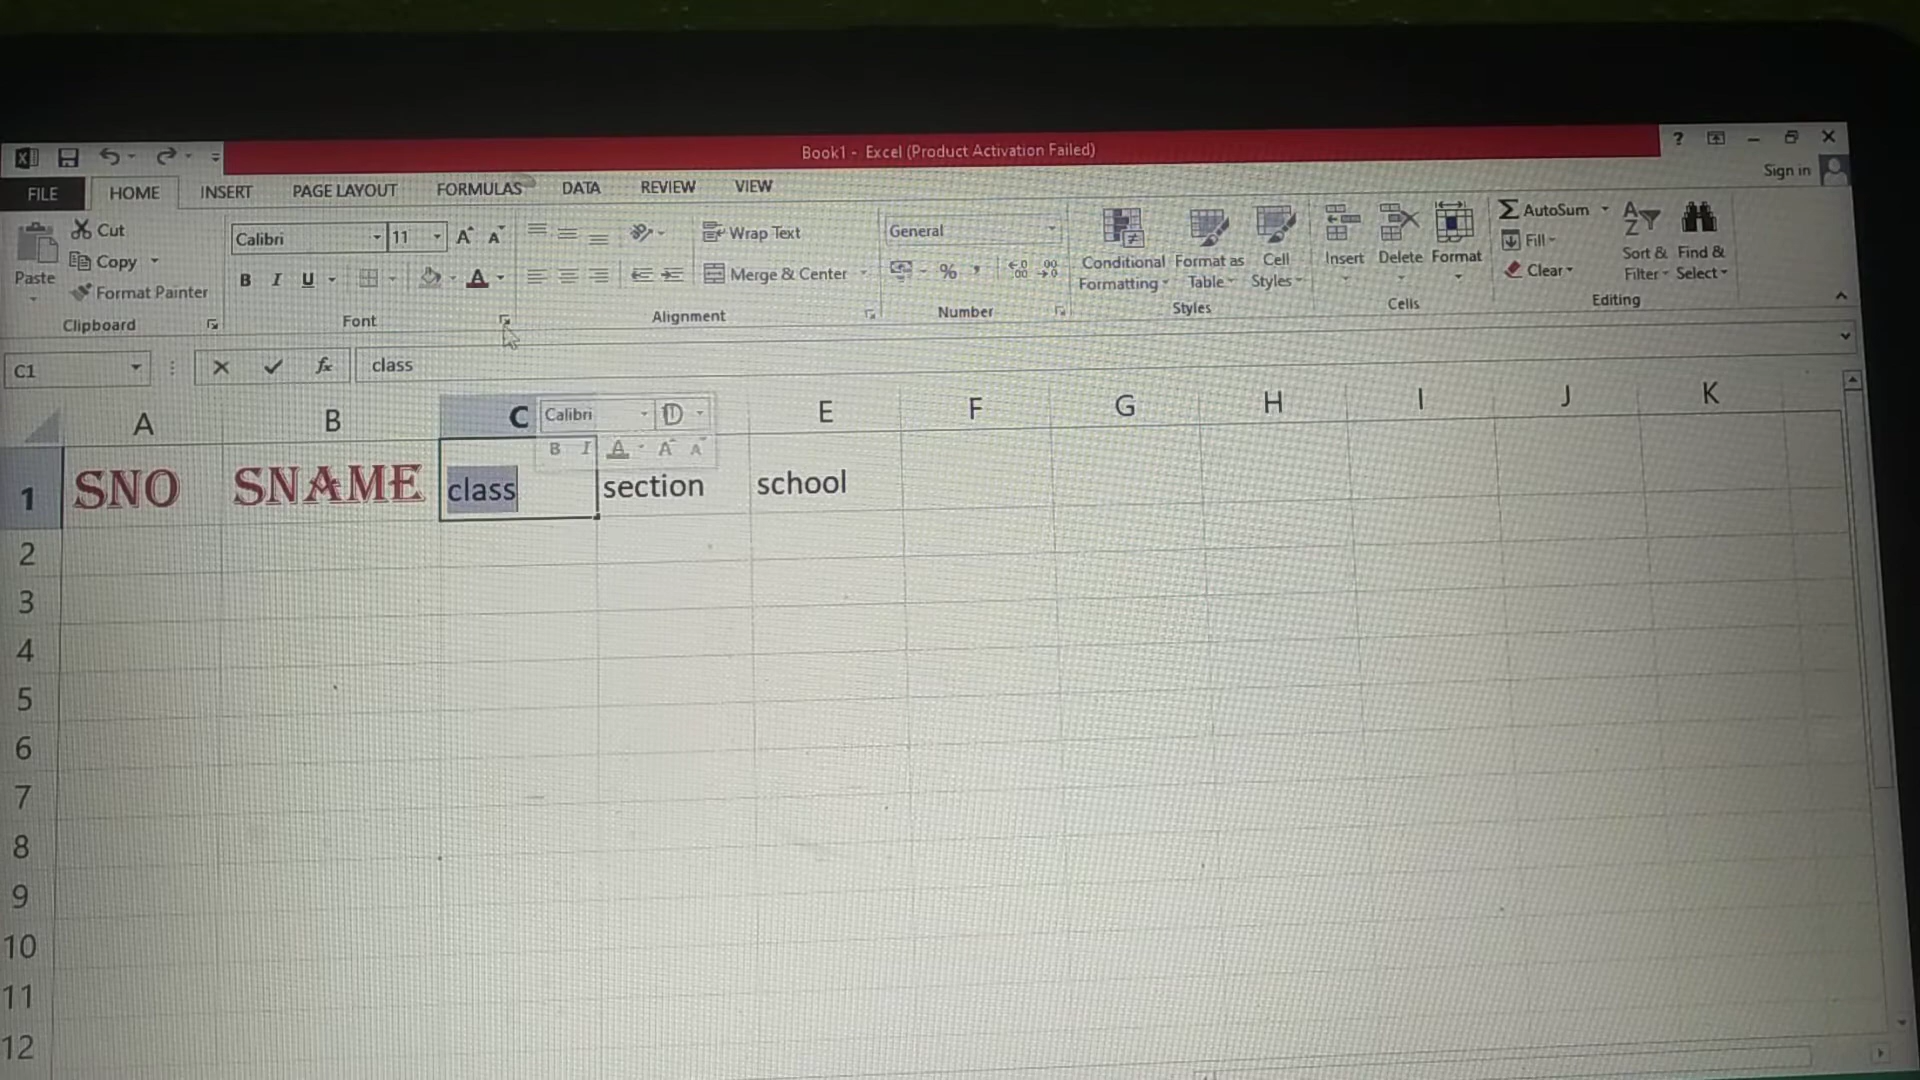 Book1 - Excel (Product Activation Failed)
?
Sign in
FILE HOME INSERT PAGE LAYOUT FORMULAS DATA REVIEW VIEW
Paste
Cut
Copy
Format Painter
Clipboard
Calibri 11
B I U
Font
Wrap Text
Merge & Center
Alignment
General
%
Number
Conditional Formatting
Format as Table
Cell Styles
Styles
Insert Delete Format
Cells
AutoSum
Fill
Clear
Sort & Filter
Find & Select
Editing
C1 fx class
A B C D E F G H I J K
Calibri 11
B I A A A
1 SNO SNAME class section school
2
3
4
5
6
7
8
9
10
11
12